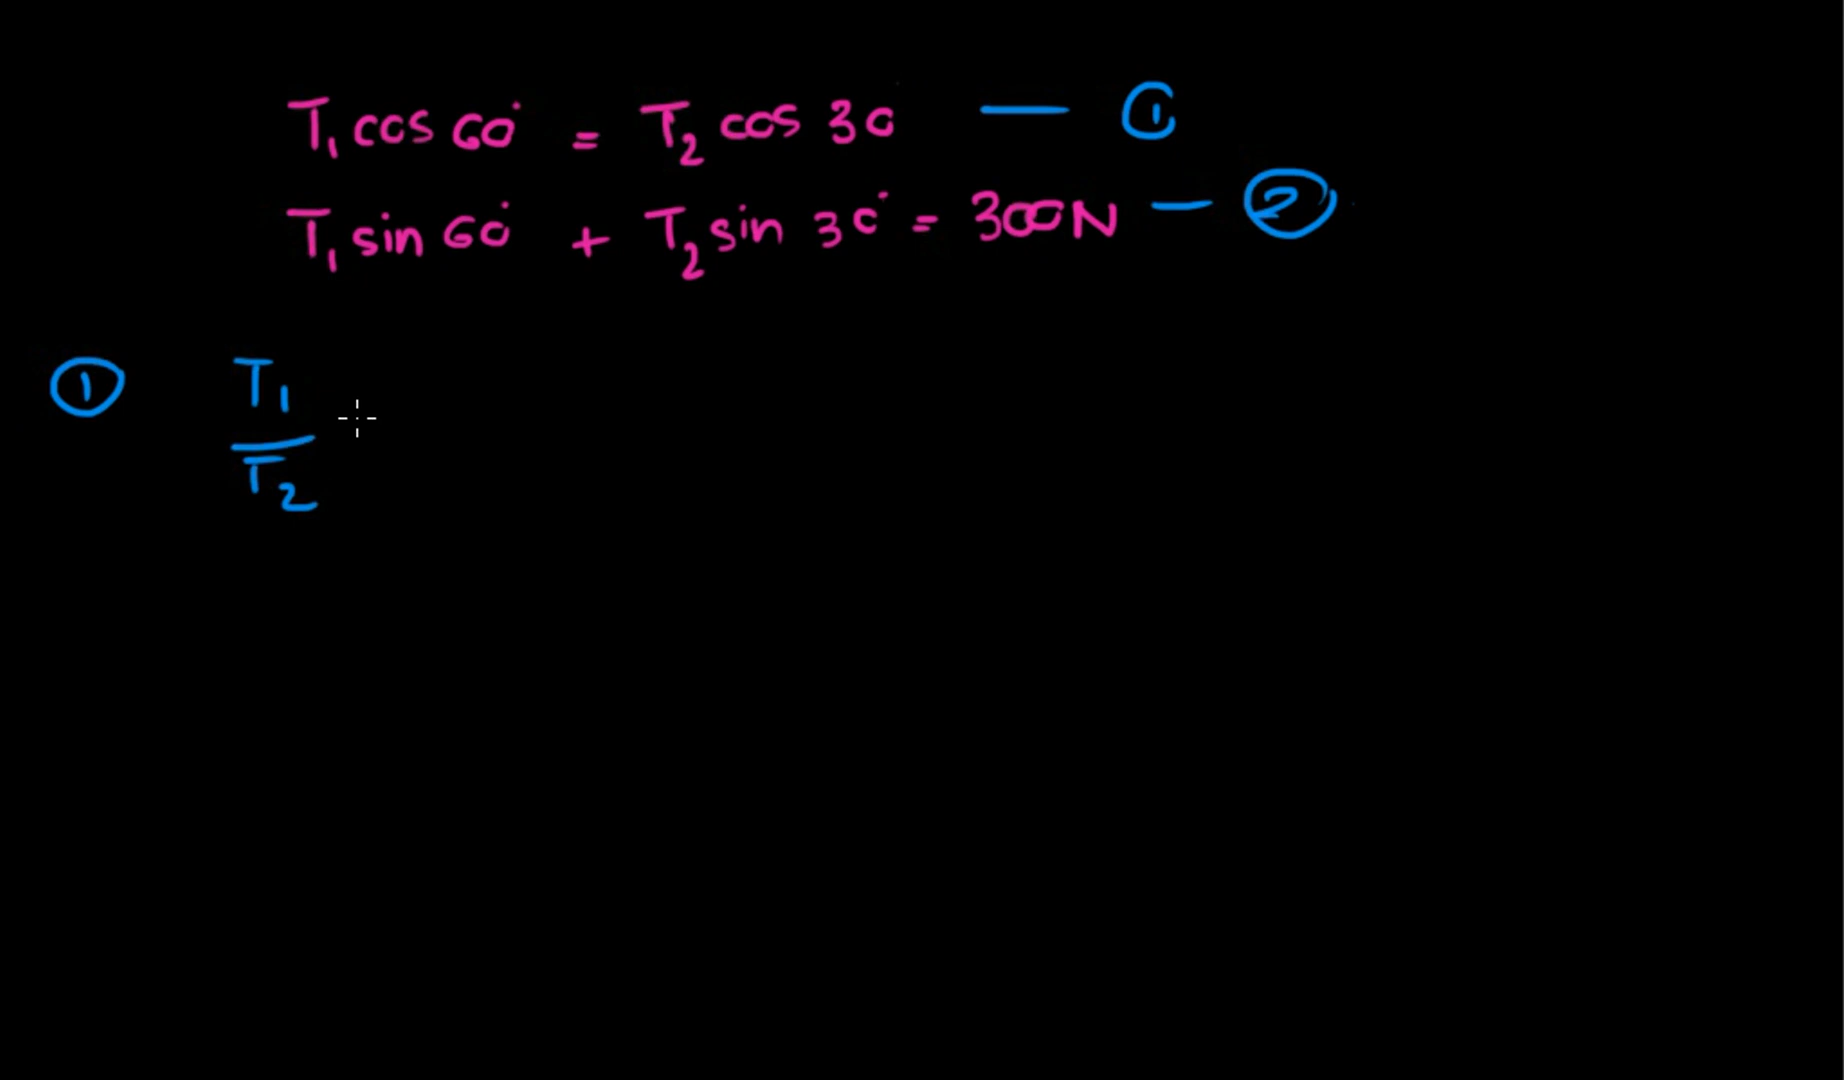 T₁ cos 60° = T₂ cos 30 — ①
T₁ sin 60° + T₂ sin 30° = 300N — ②
① T₁
T₂